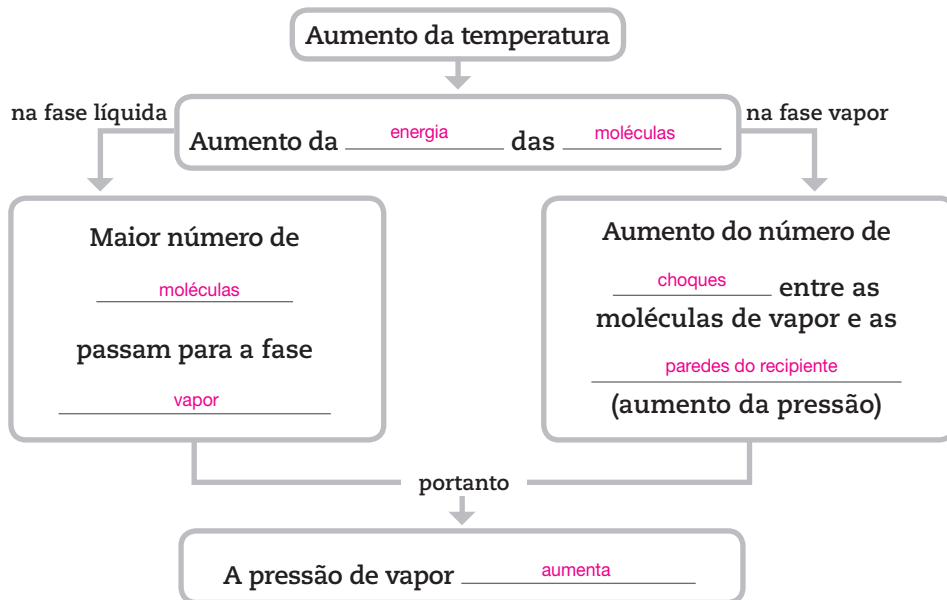 Aumento da temperatura
na fase líquida
na fase vapor
Aumento da energia das moléculas
Maior número de
moléculas
passam para a fase
vapor
Aumento do número de
choques entre as
moléculas de vapor e as
paredes do recipiente
(aumento da pressão)
portanto
A pressão de vapor aumenta